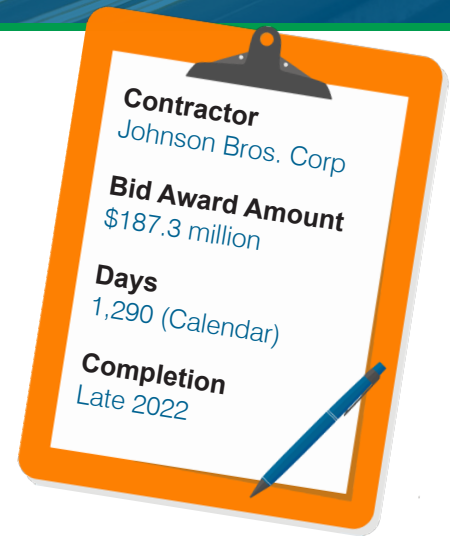 Contractor
Johnson Bros. Corp
Bid Award Amount
$187.3 million
Days
1,290 (Calendar)
Completion
Late 2022